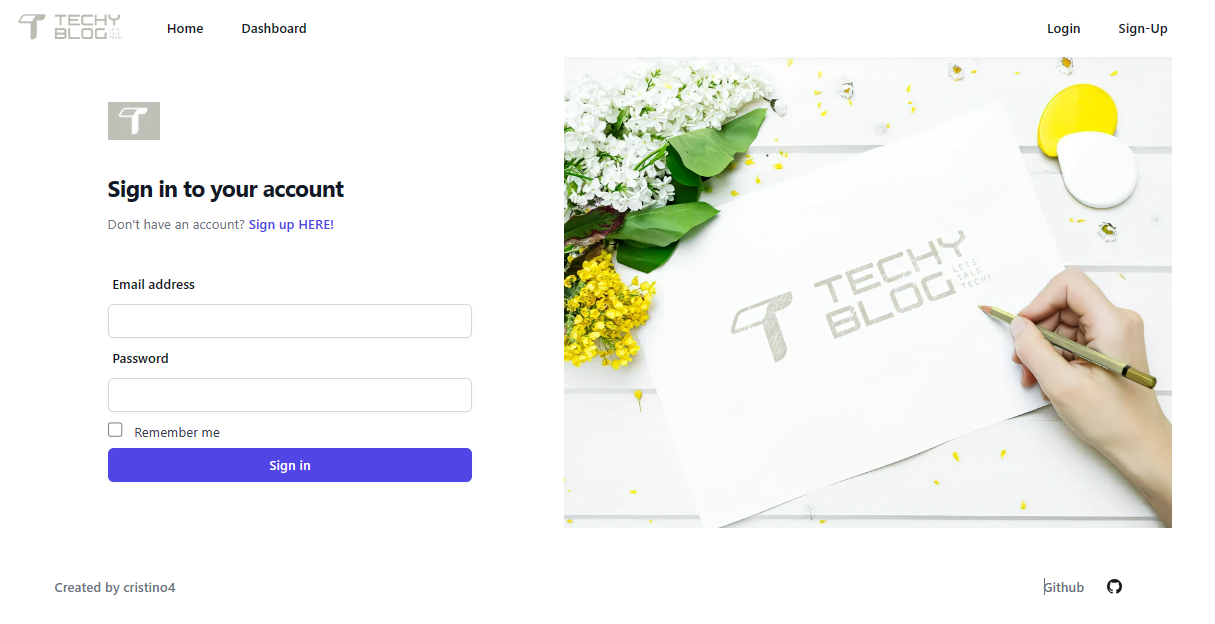 TECHY
BLOG LETS TALK TECH!
Home
Dashboard
Login
Sign-Up
Sign in to your account
Don't have an account? Sign up HERE!
Email address
Password
Remember me
Sign in
TECHY
BLOG
LETS
TALK
TECH!
Created by cristino4
Github